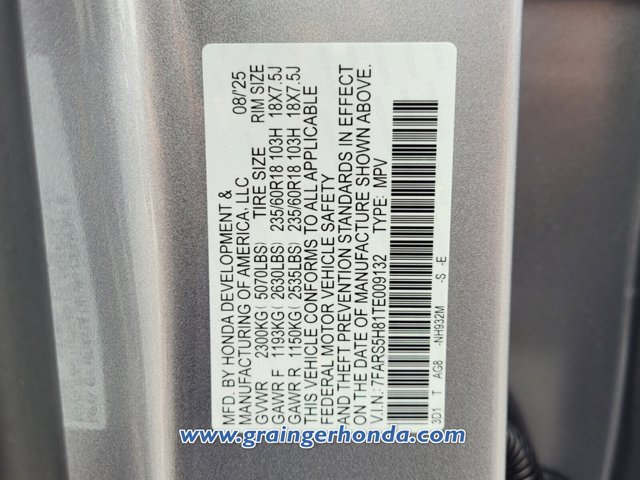 MFD. BY HONDA DEVELOPMENT &
MANUFACTURING OF AMERICA, LLC 08/'25
GVWR 2300KG( 5070LBS) TIRE SIZE RIM SIZE
GAWR F 1193KG( 2630LBS) 235/60R18 103H 18X7.5J
GAWR R 1150KG( 2535LBS) 235/60R18 103H 18X7.5J
THIS VEHICLE CONFORMS TO ALL APPLICABLE
FEDERAL MOTOR VEHICLE SAFETY
AND THEFT PREVENTION STANDARDS IN EFFECT
ON THE DATE OF MANUFACTURE SHOWN ABOVE.
V.I.N.:7FARS5H81TE009132 TYPE: MPV
3D1 T AG8 -NH932M -S -E
www.graingerhonda.com